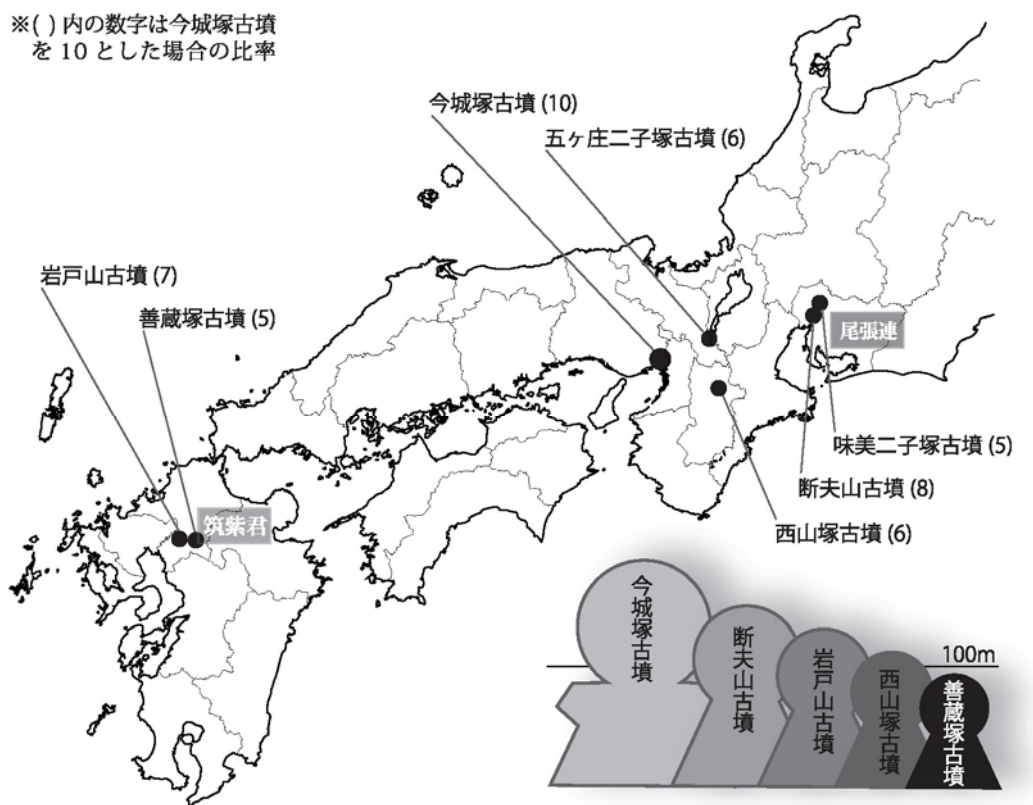 ※( ) 内の数字は今城塚古墳
を 10 とした場合の比率
今城塚古墳 (10)
五ヶ庄二子塚古墳 (6)
岩戸山古墳 (7)
善蔵塚古墳 (5)
尾張連
味美二子塚古墳 (5)
断夫山古墳 (8)
西山塚古墳 (6)
筑紫君
今城塚古墳
断夫山古墳
岩戸山古墳
西山塚古墳
善蔵塚古墳
100m